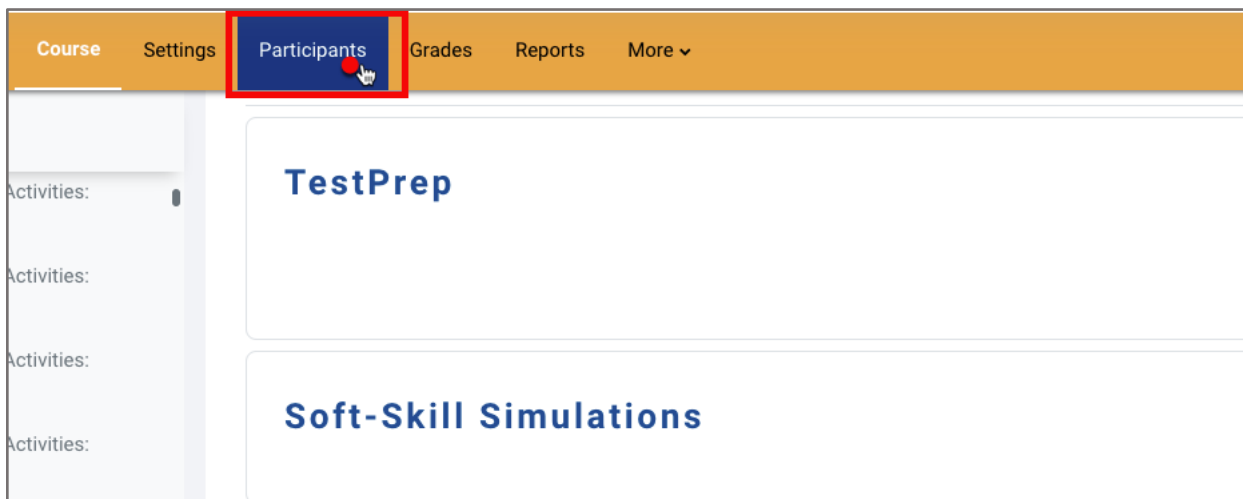 Course Settings Participants Grades Reports More
Activities:
TestPrep
Activities:
Activities:
Soft-Skill Simulations
Activities: